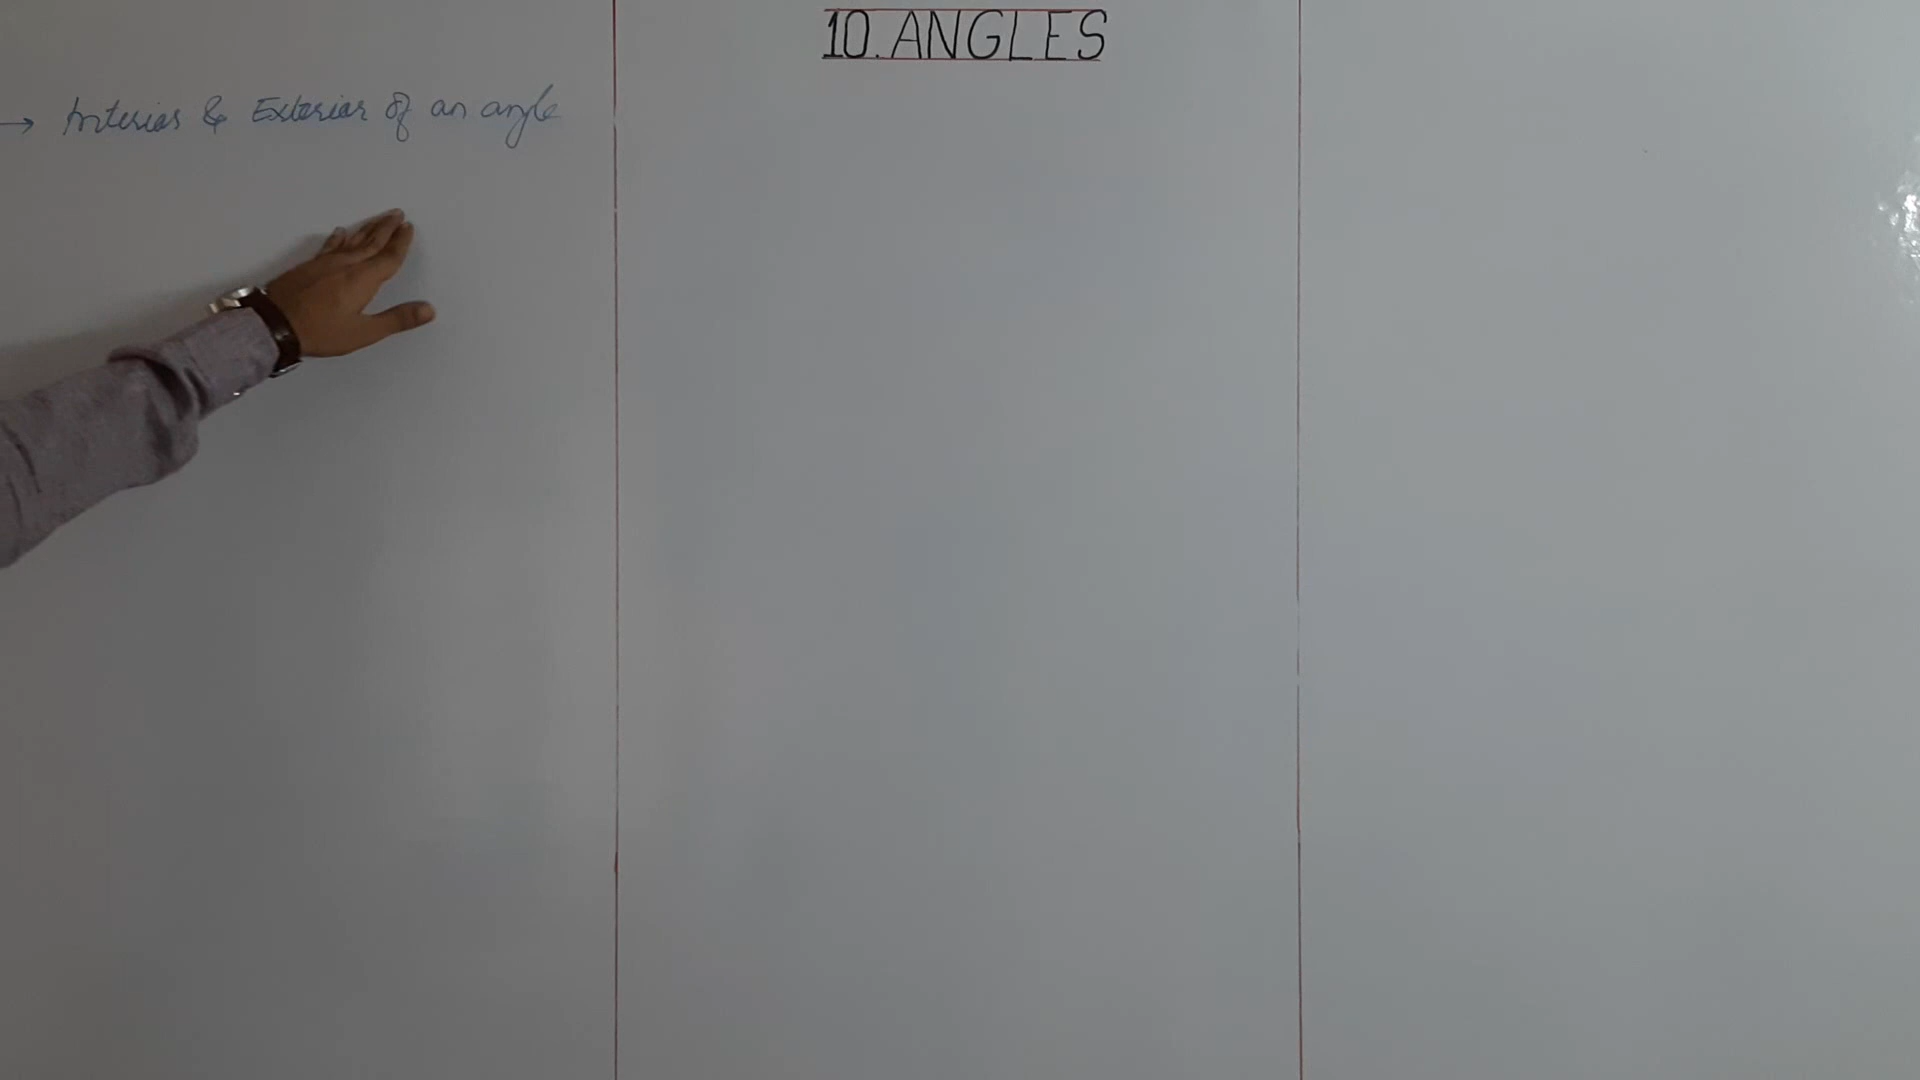 10. ANGLES
→ Interior & Exterior of an angle